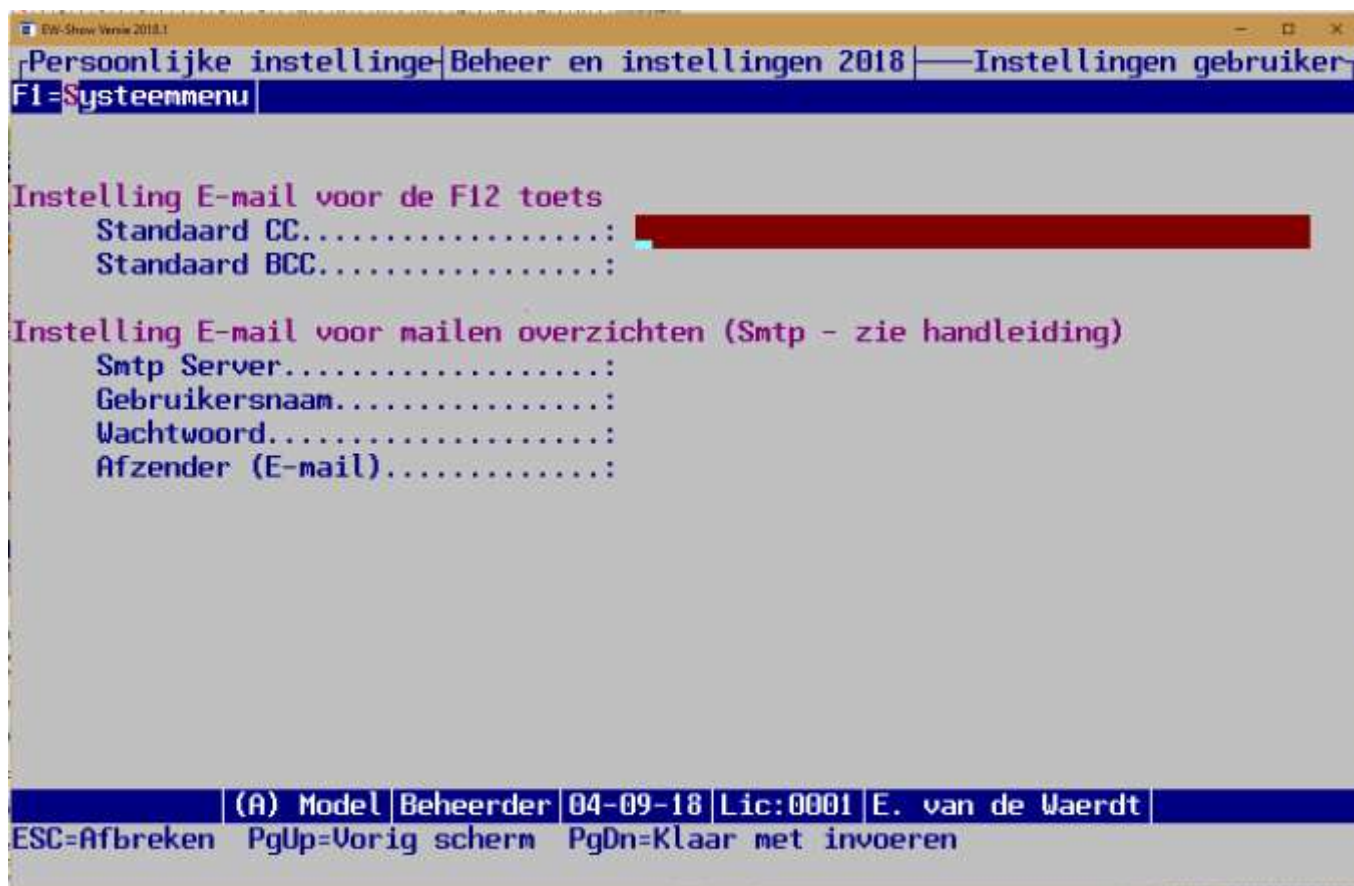 EW-Show Versie 2018.1
Persoonlijke instellinge Beheer en instellingen 2018 Instellingen gebruiker
F1=Systeemmenu
Instelling E-mail voor de F12 toets
Standaard CC..................:
Standaard BCC.................:
Instelling E-mail voor mailen overzichten (Smtp - zie handleiding)
Smtp Server...................:
Gebruikersnaam................:
Wachtwoord....................:
Afzender (E-mail).............:
(A) Model Beheerder 04-09-18 Lic:0001 E. van de Waerdt
ESC=Afbreken PgUp=Vorig scherm PgDn=Klaar met invoeren